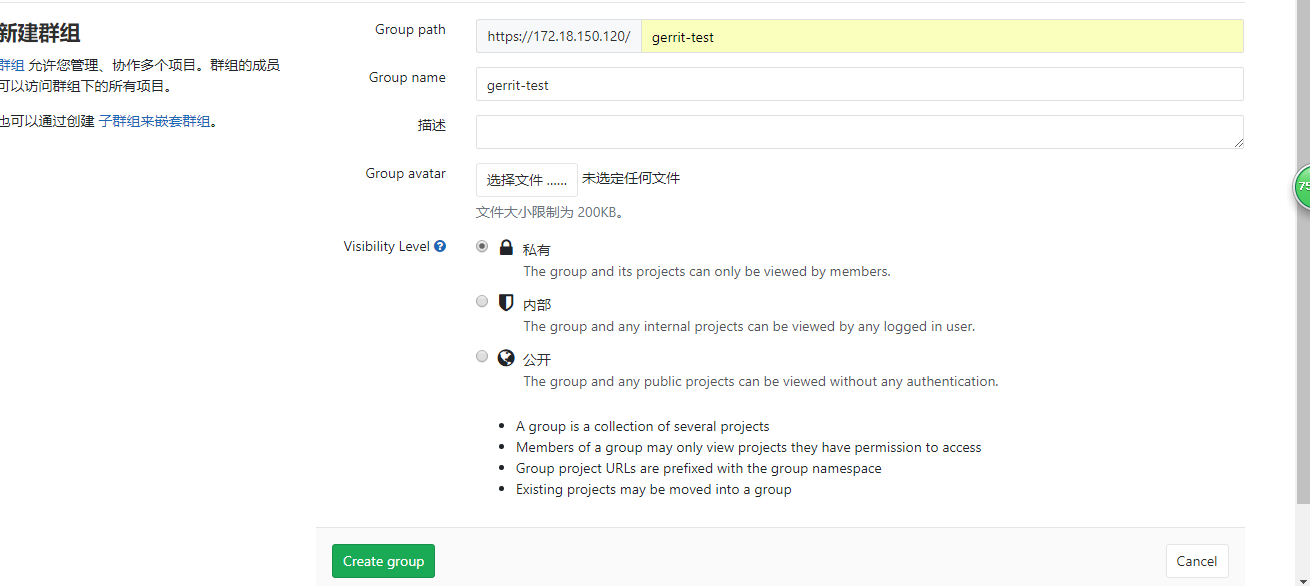 新建群组
群组 允许您管理、协作多个项目。群组的成员
可以访问群组下的所有项目。
也可以通过创建 子群组来嵌套群组。
Group path
https://172.18.150.120/ gerrit-test
Group name
gerrit-test
描述
Group avatar
选择文件 ...... 未选定任何文件
文件大小限制为 200KB。
Visibility Level ?
私有
The group and its projects can only be viewed by members.
内部
The group and any internal projects can be viewed by any logged in user.
公开
The group and any public projects can be viewed without any authentication.
• A group is a collection of several projects
• Members of a group may only view projects they have permission to access
• Group project URLs are prefixed with the group namespace
• Existing projects may be moved into a group
Create group
Cancel